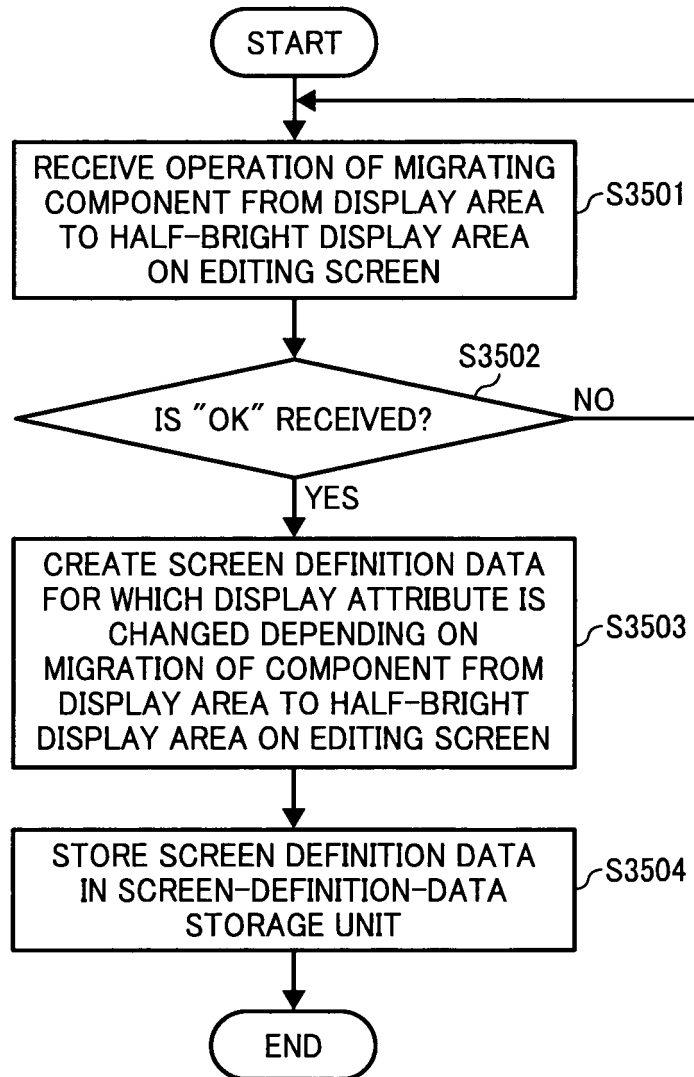 START
RECEIVE OPERATION OF MIGRATING
COMPONENT FROM DISPLAY AREA
TO HALF-BRIGHT DISPLAY AREA
ON EDITING SCREEN
S3501
S3502
IS "OK" RECEIVED?
NO
YES
CREATE SCREEN DEFINITION DATA
FOR WHICH DISPLAY ATTRIBUTE IS
CHANGED DEPENDING ON
MIGRATION OF COMPONENT FROM
DISPLAY AREA TO HALF-BRIGHT
DISPLAY AREA ON EDITING SCREEN
S3503
STORE SCREEN DEFINITION DATA
IN SCREEN-DEFINITION-DATA
STORAGE UNIT
S3504
END